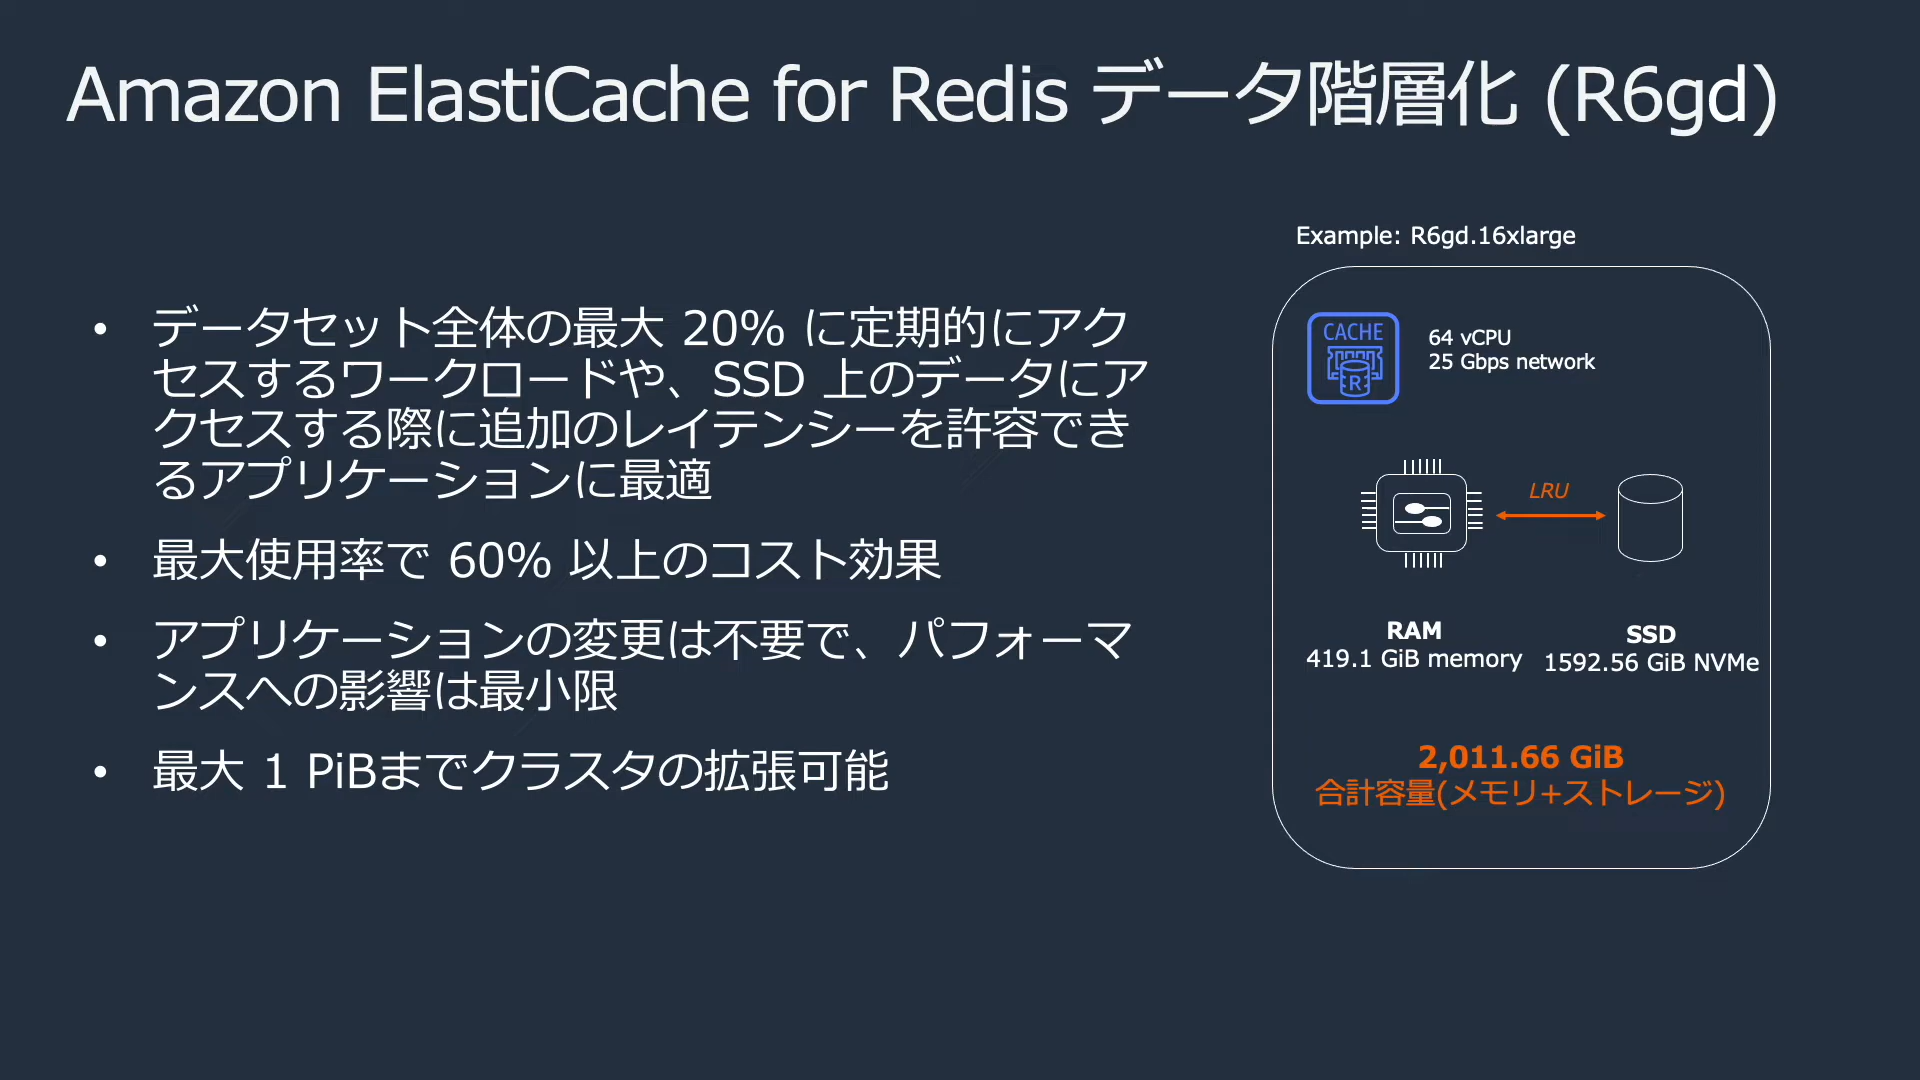 Amazon ElastiCache for Redis データ階層化 (R6gd)
• データセット全体の最大 20% に定期的にアク
セスするワークロードや、SSD 上のデータにア
クセスする際に追加のレイテンシーを許容でき
るアプリケーションに最適
• 最大使用率で 60% 以上のコスト効果
• アプリケーションの変更は不要で、パフォーマ
ンスへの影響は最小限
• 最大 1 PiBまでクラスタの拡張可能
Example: R6gd.16xlarge
CACHE
R
64 vCPU
25 Gbps network
LRU
RAM
419.1 GiB memory
SSD
1592.56 GiB NVMe
2,011.66 GiB
合計容量(メモリ+ストレージ)